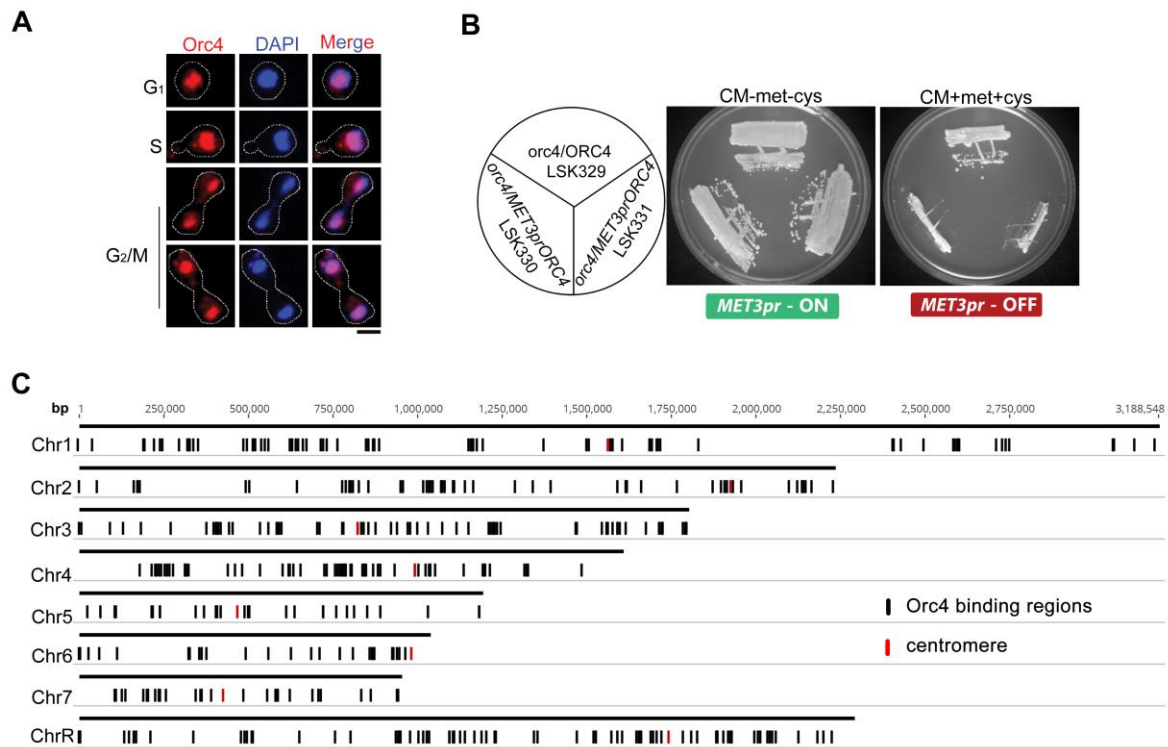 A
Orc4 DAPI Merge
G1
S
G2/M
B
orc4/ORC4
LSK329
orc4/MET3prORC4
LSK330
orc4/MET3prORC4
LSK331
CM-met-cys
CM+met+cys
MET3pr - ON
MET3pr - OFF
C
bp 1 250,000 500,000 750,000 1,000,000 1,250,000 1,500,000 1,750,000 2,000,000 2,250,000 2,500,000 2,750,000 3,188,548
Chr1
Chr2
Chr3
Chr4
Chr5
Orc4 binding regions
centromere
Chr6
Chr7
ChrR